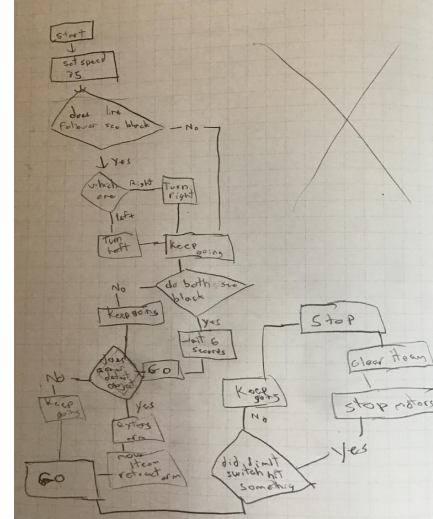 start
set speed
75
does line
follower see black
No
Yes
which
one
Right
Turn
right
left
Turn
left
keep
going
do both see
black
No
Keep going
Yes
wait 6
seconds
GO
does
detect
object
No
Keep
going
Yes
arm
move
item
retract arm
GO
did limit
switch hit
something
No
Keep
going
Yes
stop motors
clear item
Stop